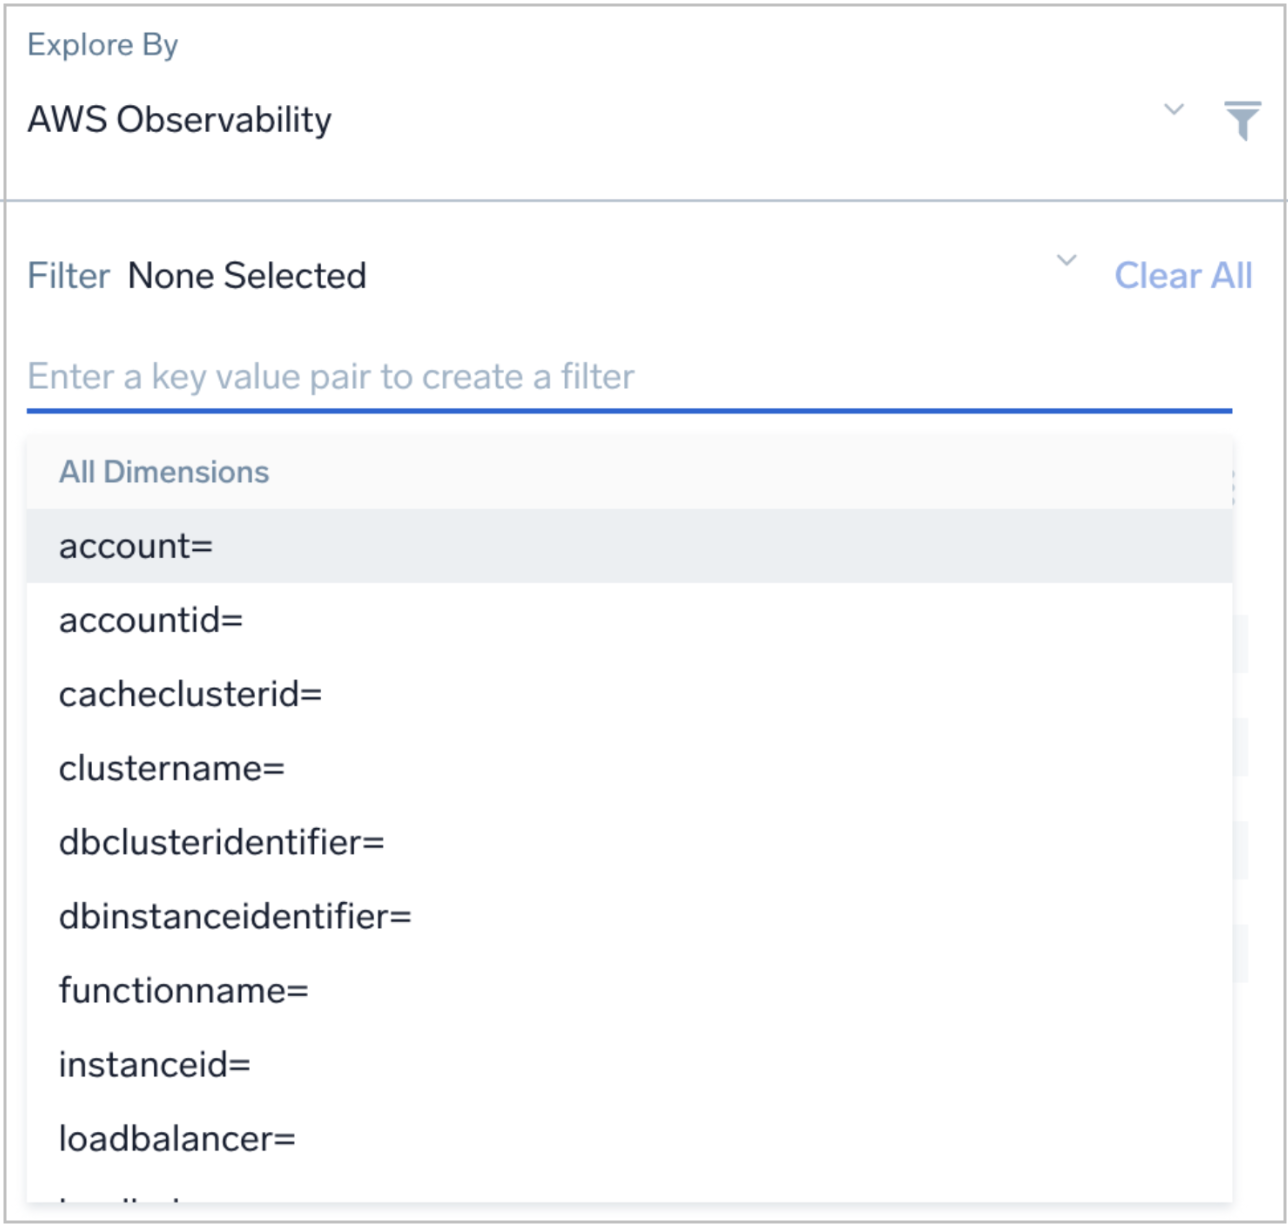 Explore By
AWS Observability
Filter None Selected Clear All
Enter a key value pair to create a filter
All Dimensions
account=
accountid=
cacheclusterid=
clustername=
dbclusteridentifier=
dbinstanceidentifier=
functionname=
instanceid=
loadbalancer=